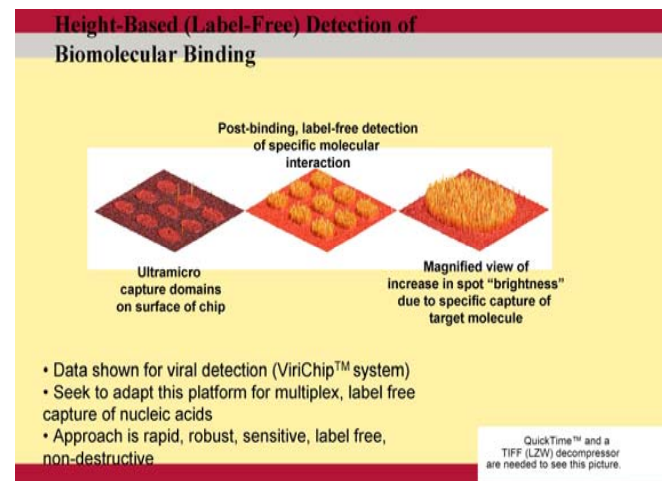 Height-Based (Label-Free) Detection of
Biomolecular Binding
Post-binding, label-free detection
of specific molecular
interaction
Ultramicro
capture domains
on surface of chip
Magnified view of
increase in spot “brightness”
due to specific capture of
target molecule
• Data shown for viral detection (ViriChip™ system)
• Seek to adapt this platform for multiplex, label free
capture of nucleic acids
• Approach is rapid, robust, sensitive, label free,
non-destructive
QuickTime™ and a
TIFF (LZW) decompressor
are needed to see this picture.